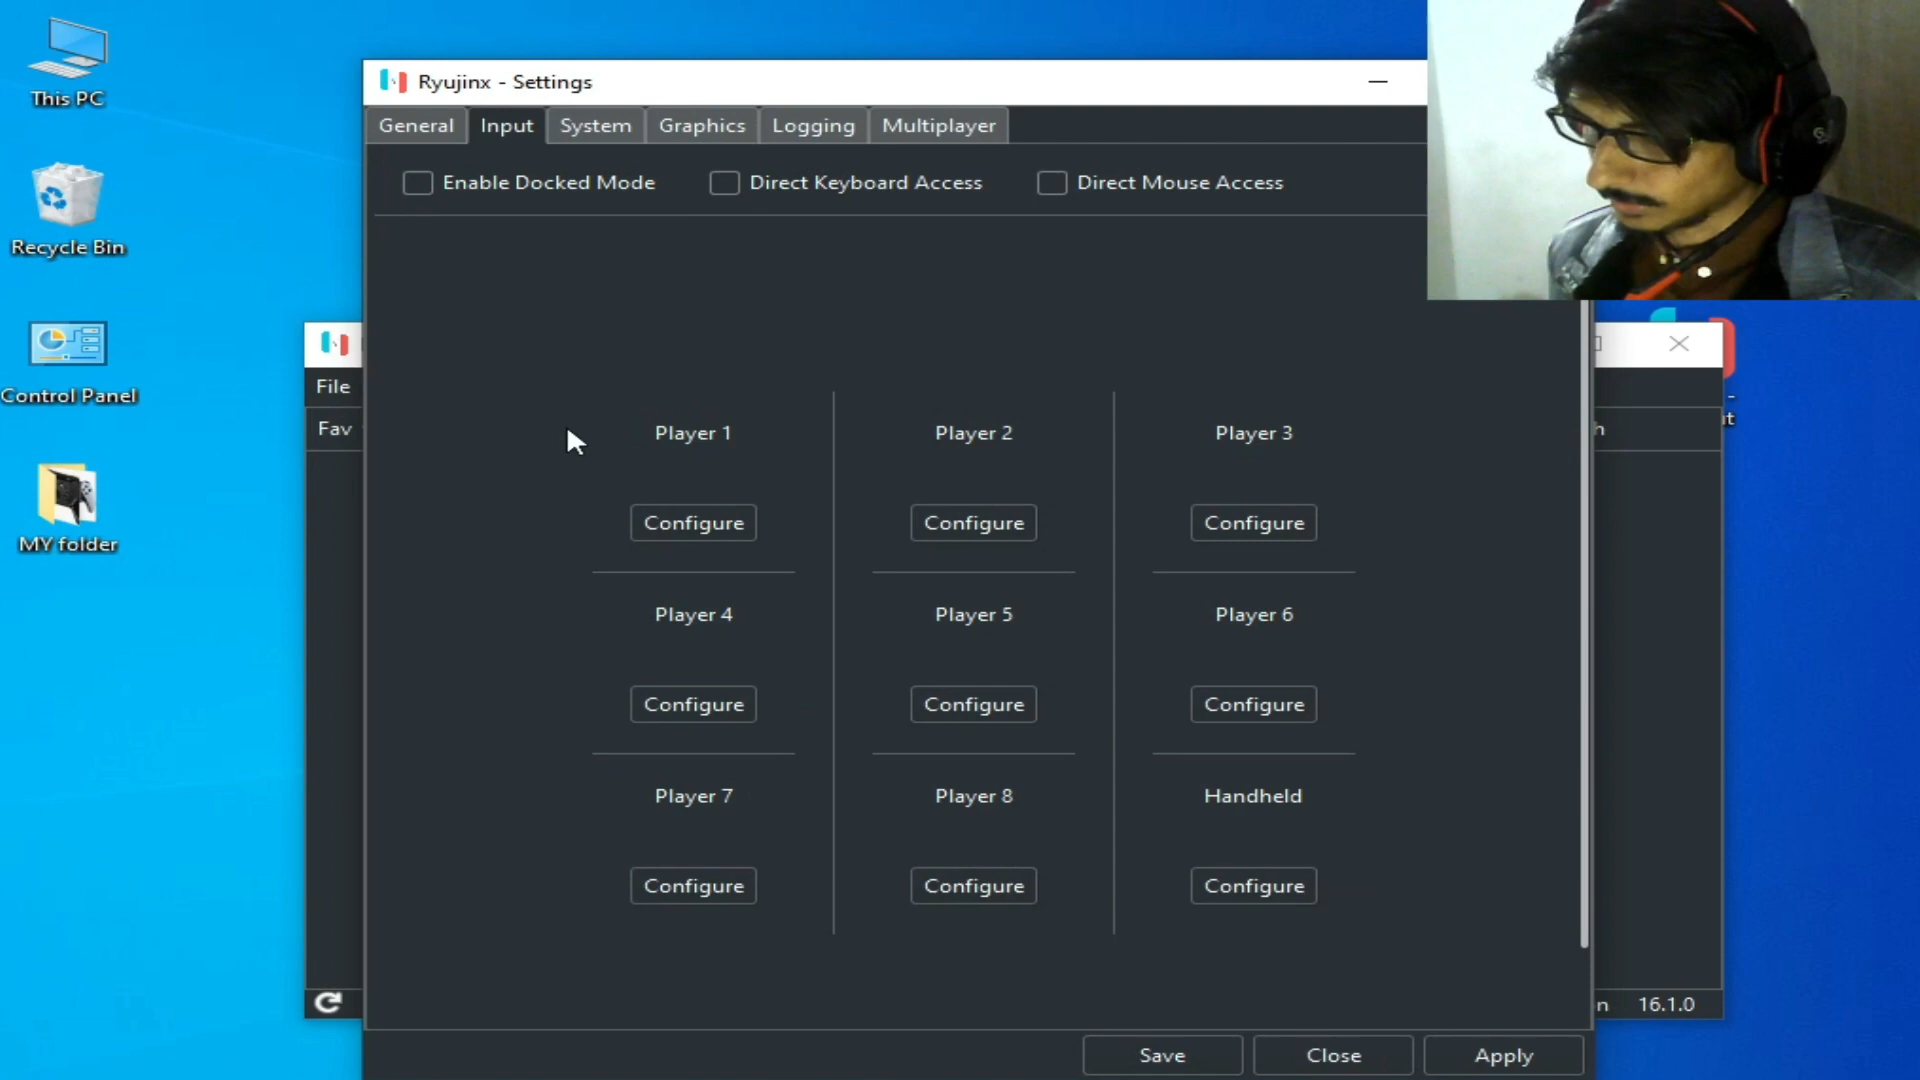 This PC
Recycle Bin
Control Panel
MY folder
Ryujinx - Settings
General Input System Graphics Logging Multiplayer
Enable Docked Mode Direct Keyboard Access Direct Mouse Access
File
Fav
Player 1 Player 2 Player 3
Configure Configure Configure
Player 4 Player 5 Player 6
Configure Configure Configure
Player 7 Player 8 Handheld
Configure Configure Configure
16.1.0
Save Close Apply